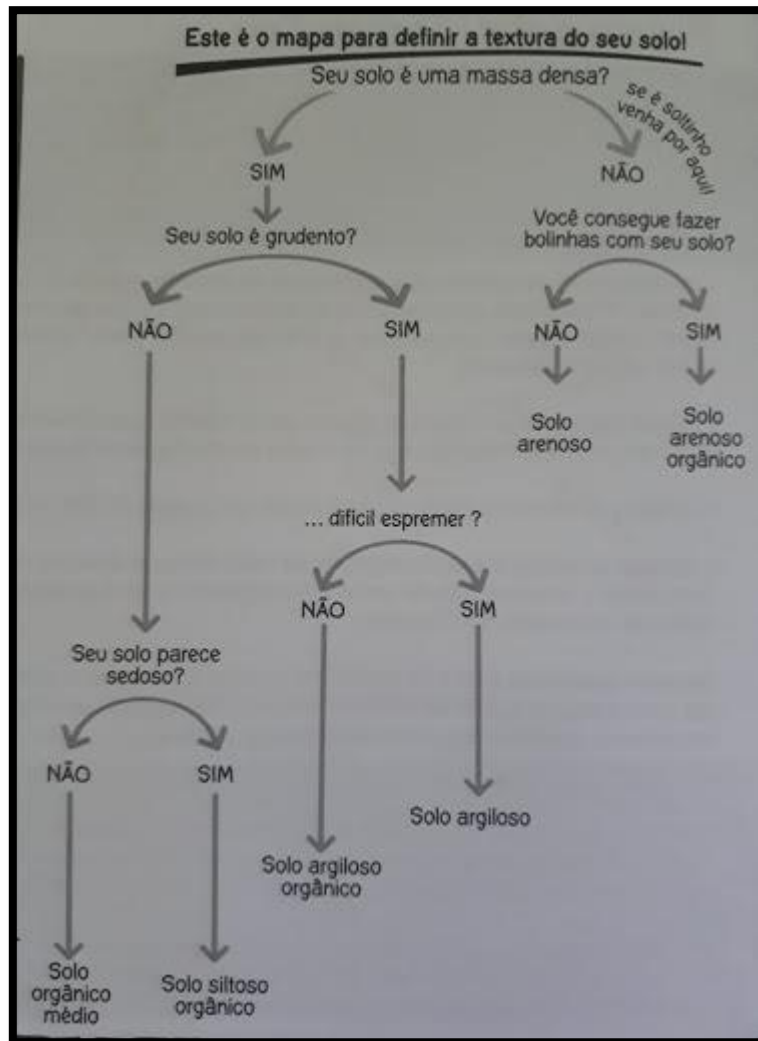 Este é o mapa para definir a textura do seu solo!
Seu solo é uma massa densa?
se é soltinho
venha por aqui!
SIM
NÃO
Seu solo é grudento?
Você consegue fazer
bolinhas com seu solo?
NÃO
SIM
NÃO
SIM
Solo
arenoso
Solo
arenoso
orgânico
... dificil espremer ?
NÃO
SIM
Seu solo parece
sedoso?
NÃO
SIM
Solo argiloso
Solo argiloso
orgânico
Solo
orgânico
médio
Solo siltoso
orgânico